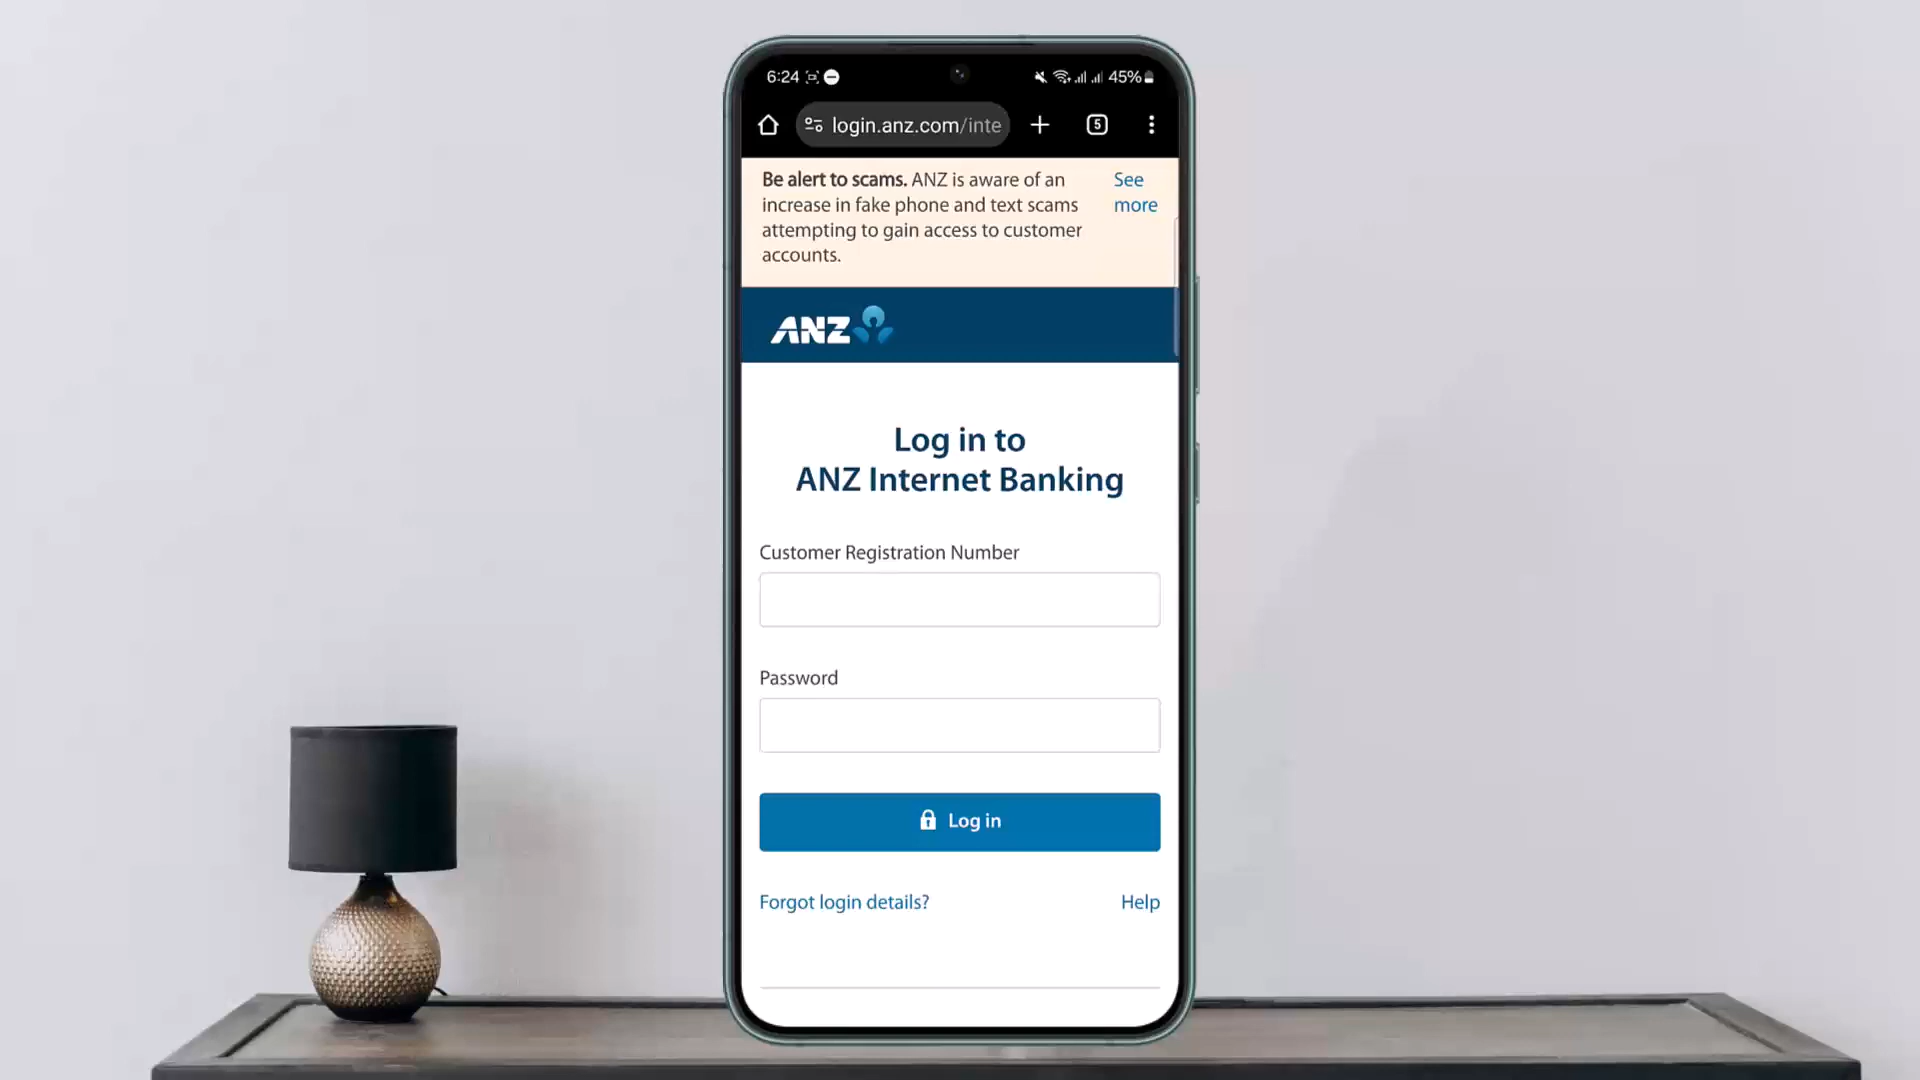 6:24 45%
login.anz.com/inte 5
Be alert to scams. ANZ is aware of an See
increase in fake phone and text scams more
attempting to gain access to customer
accounts.
ANZ
Log in to
ANZ Internet Banking
Customer Registration Number
Password
Log in
Forgot login details? Help